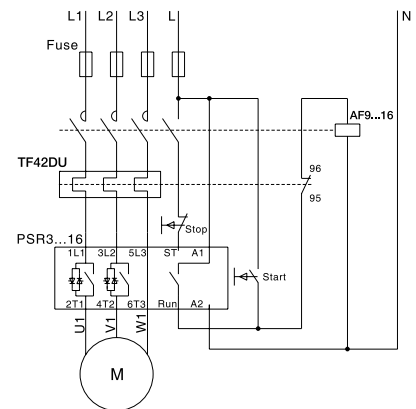 L1 L2 L3 L N
Fuse
AF9...16
TF42DU
96
95
Stop
PSR3...16
1L1 3L2 5L3 ST A1
Start
2T1 4T2 6T3 Run A2
U1 V1 W1
M